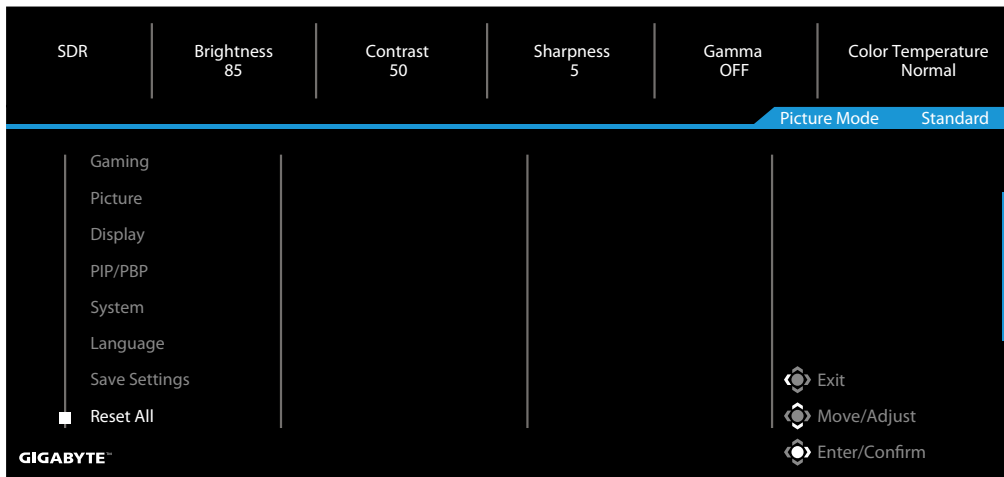 SDR
Brightness
85
Contrast
50
Sharpness
5
Gamma
OFF
Color Temperature
Normal
Picture Mode Standard
Gaming
Picture
Display
PIP/PBP
System
Language
Save Settings
Reset All
Exit
Move/Adjust
Enter/Confirm
GIGABYTE™